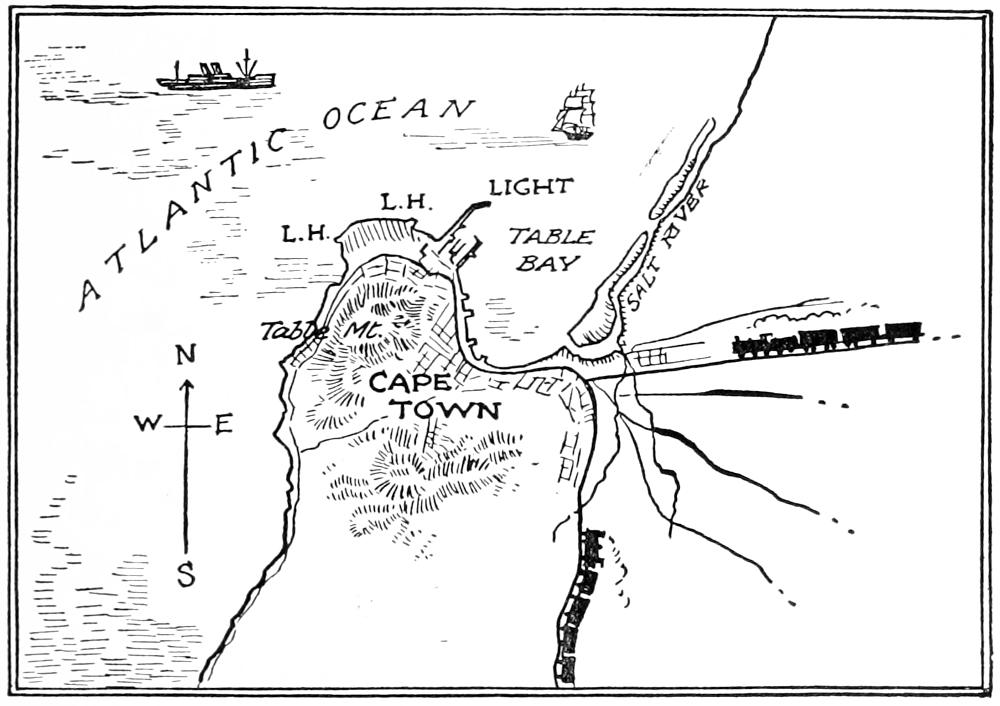 ATLANTIC OCEAN
L.H.
L.H.
LIGHT
TABLE
BAY
SALT RIVER
Table Mt.
CAPE
TOWN
N
W E
S